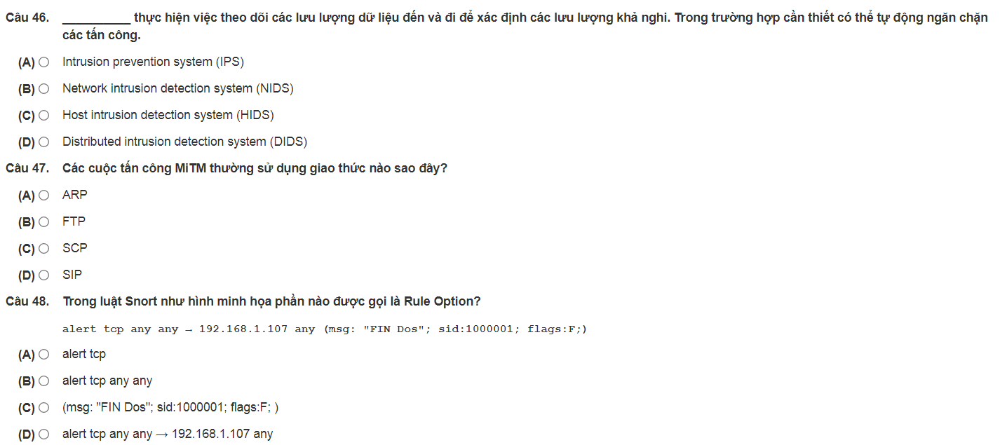 Câu 46. __________ thực hiện việc theo dõi các lưu lượng dữ liệu đến và đi để xác định các lưu lượng khả nghi. Trong trường hợp cần thiết có thể tự động ngăn chặn
các tấn công.
(A) Intrusion prevention system (IPS)
(B) Network intrusion detection system (NIDS)
(C) Host intrusion detection system (HIDS)
(D) Distributed intrusion detection system (DIDS)
Câu 47. Các cuộc tấn công MiTM thường sử dụng giao thức nào sao đây?
(A) ARP
(B) FTP
(C) SCP
(D) SIP
Câu 48. Trong luật Snort như hình minh họa phần nào được gọi là Rule Option?
alert tcp any any → 192.168.1.107 any (msg: "FIN Dos"; sid:1000001; flags:F;)
(A) alert tcp
(B) alert tcp any any
(C) (msg: "FIN Dos"; sid:1000001; flags:F; )
(D) alert tcp any any → 192.168.1.107 any